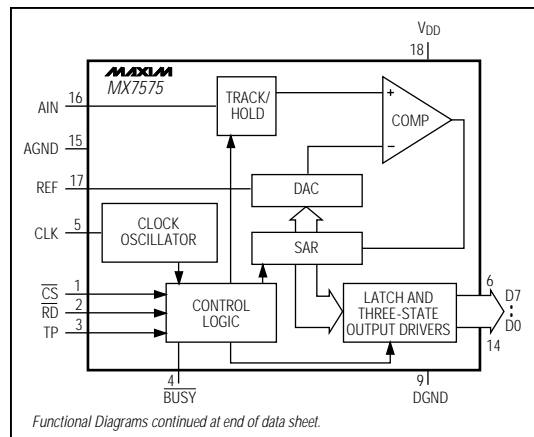 VDD
18
MAXIM
MX7575
AIN 16
TRACK/
HOLD
+
COMP
−
AGND 15
REF 17
DAC
CLK 5
CLOCK
OSCILLATOR
SAR
CS 1
RD 2
TP 3
CONTROL
LOGIC
LATCH AND
THREE-STATE
OUTPUT DRIVERS
6
D7
D0
14
4
BUSY
9
DGND
Functional Diagrams continued at end of data sheet.